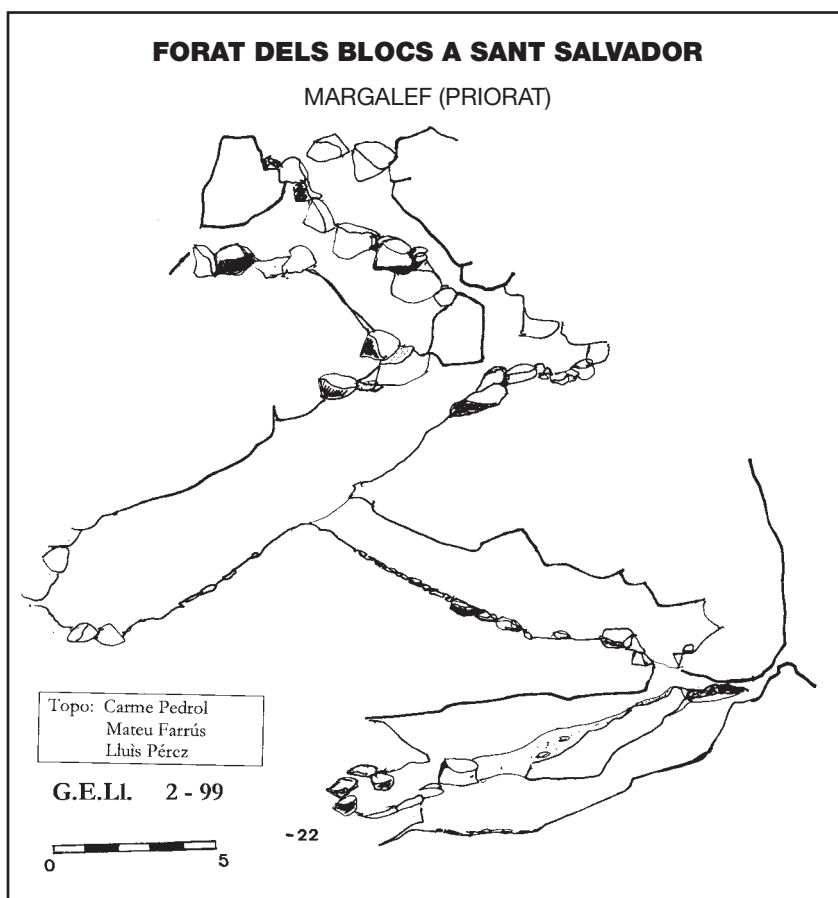 FORAT DELS BLOCS A SANT SALVADOR
MARGALEF (PRIORAT)
Topo: Carme Pedrol
Mateu Farrús
Lluis Pérez
G.E.Ll. 2 - 99
-22
0 5